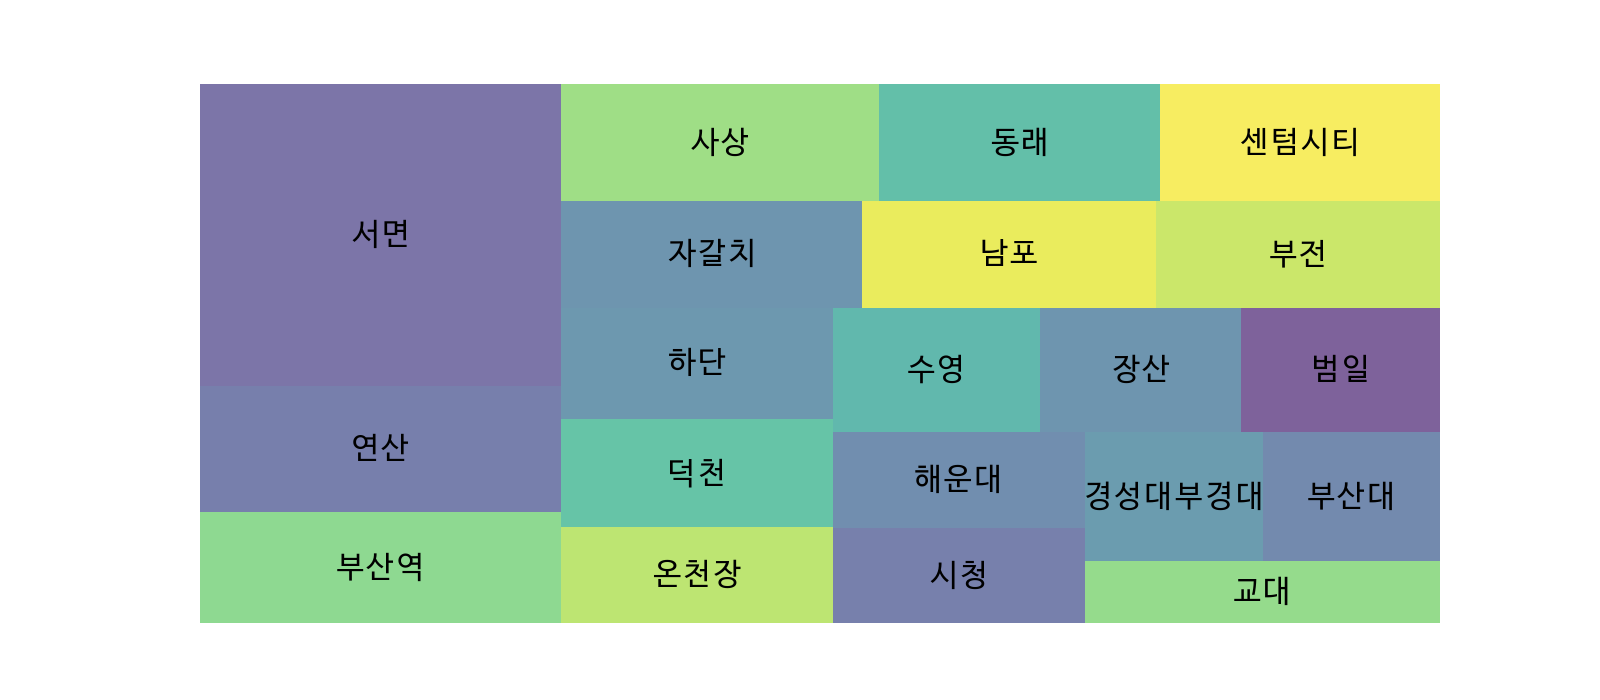 서면
사상
동래
센텀시티
자갈치
남포
부전
하단
수영
장산
범일
연산
덕천
해운대
경성대부경대
부산대
부산역
온천장
시청
교대